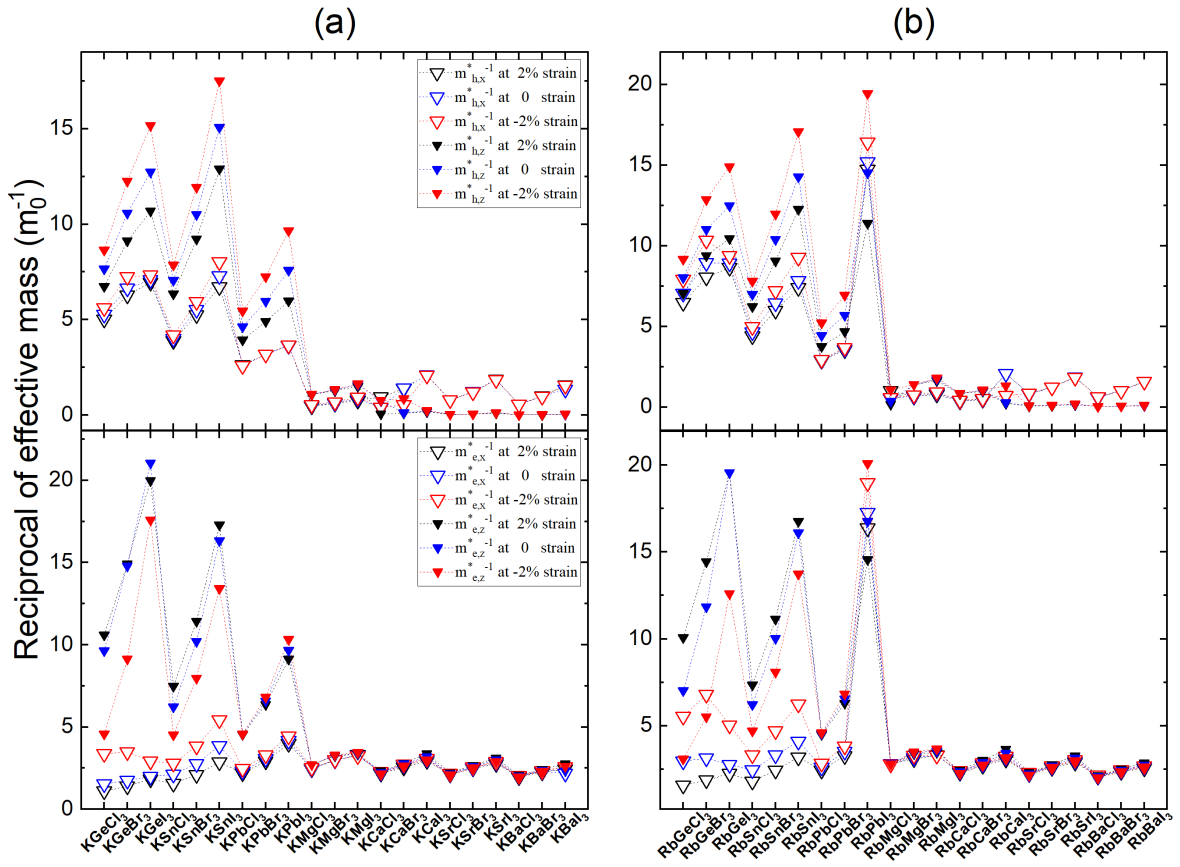 (a)
(b)
Reciprocal of effective mass (m₀⁻¹)
15
10
5
0
m*h,x⁻¹ at 2% strain
m*h,x⁻¹ at 0 strain
m*h,x⁻¹ at -2% strain
m*h,z⁻¹ at 2% strain
m*h,z⁻¹ at 0 strain
m*h,z⁻¹ at -2% strain
20
15
10
5
0
20
15
10
5
0
m*e,x⁻¹ at 2% strain
m*e,x⁻¹ at 0 strain
m*e,x⁻¹ at -2% strain
m*e,z⁻¹ at 2% strain
m*e,z⁻¹ at 0 strain
m*e,z⁻¹ at -2% strain
20
15
10
5
KGeCl₃
KGeBr₃
KGeI₃
KSnCl₃
KSnBr₃
KSnI₃
KPbCl₃
KPbBr₃
KPbI₃
KMgCl₃
KMgBr₃
KMgI₃
KCaCl₃
KCaBr₃
KCaI₃
KSrCl₃
KSrBr₃
KSrI₃
KBaCl₃
KBaBr₃
KBaI₃
RbGeCl₃
RbGeBr₃
RbGeI₃
RbSnCl₃
RbSnBr₃
RbSnI₃
RbPbCl₃
RbPbBr₃
RbPbI₃
RbMgCl₃
RbMgBr₃
RbMgI₃
RbCaCl₃
RbCaBr₃
RbCaI₃
RbSrCl₃
RbSrBr₃
RbSrI₃
RbBaCl₃
RbBaBr₃
RbBaI₃